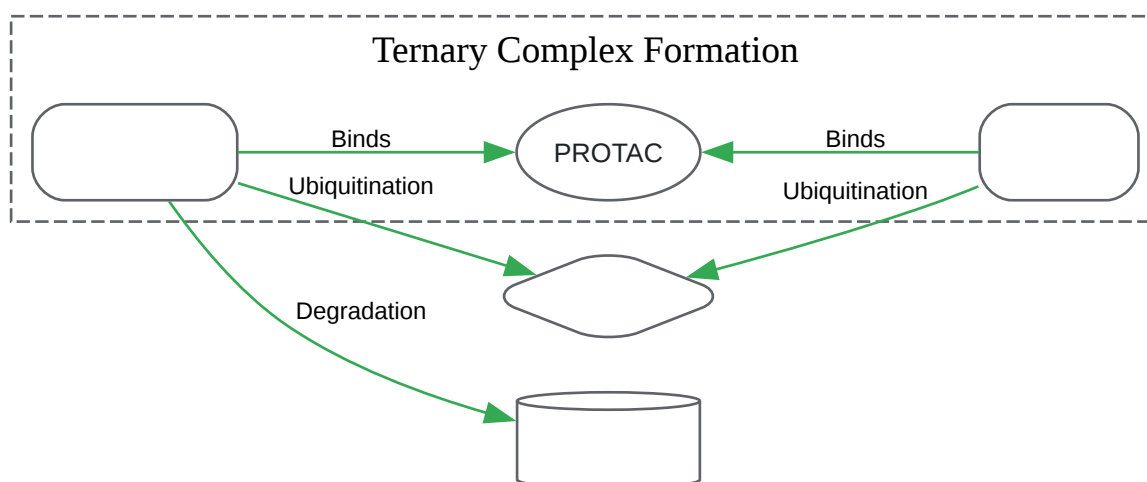 Ternary Complex Formation
Binds
PROTAC
Binds
Ubiquitination
Ubiquitination
Degradation